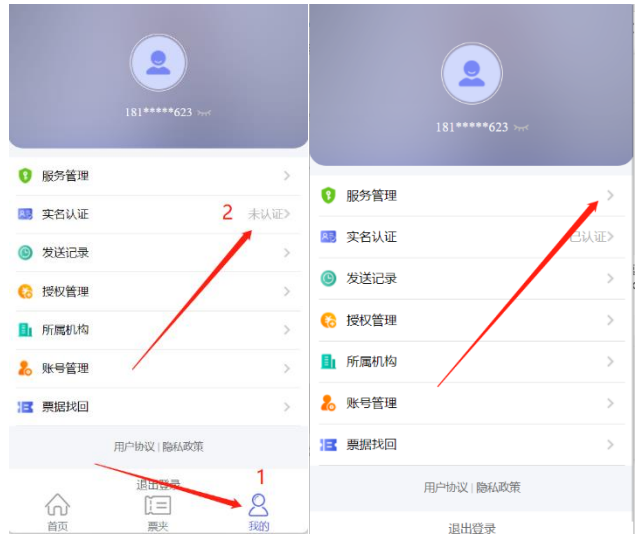 181*****623
服务管理
实名认证
2
未认证
发送记录
授权管理
所属机构
账号管理
票据找回
用户协议 | 隐私政策
1
退出登录
首页
票夹
我的
181*****623
服务管理
实名认证
已认证
发送记录
授权管理
所属机构
账号管理
票据找回
用户协议 | 隐私政策
退出登录